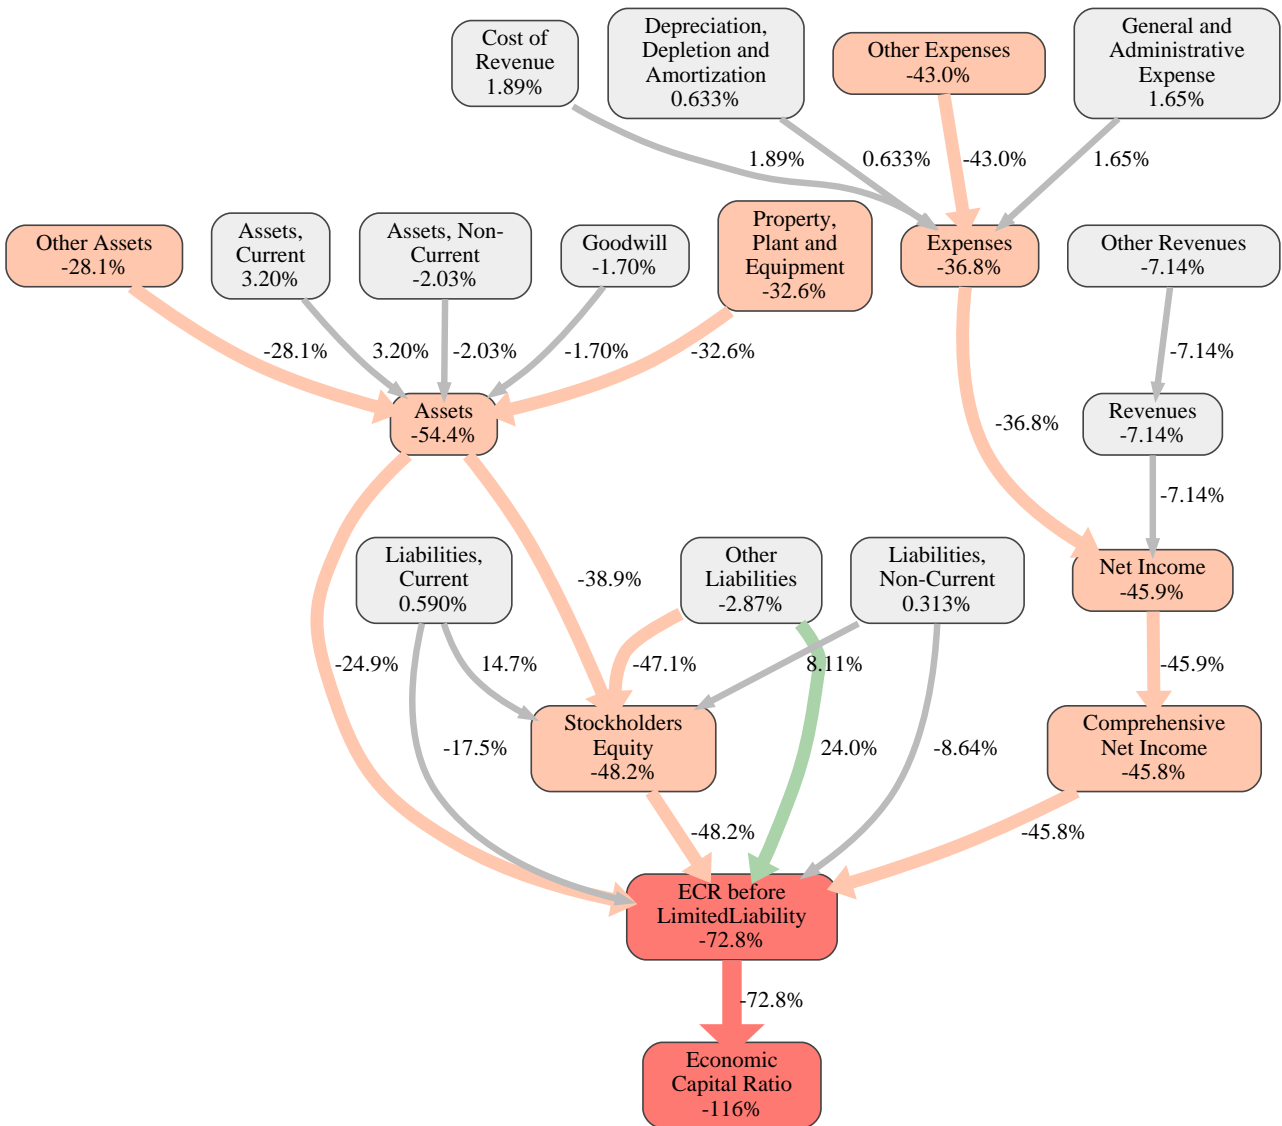 Cost of
Revenue
1.89%
Depreciation,
Depletion and
Amortization
0.633%
Other Expenses
-43.0%
General and
Administrative
Expense
1.65%
1.89%
0.633%
-43.0%
1.65%
Other Assets
-28.1%
Assets,
Current
3.20%
Assets, Non-
Current
-2.03%
Goodwill
-1.70%
Property,
Plant and
Equipment
-32.6%
Expenses
-36.8%
Other Revenues
-7.14%
-28.1%
3.20%
-2.03%
-1.70%
-32.6%
-7.14%
Assets
-54.4%
-36.8%
Revenues
-7.14%
-7.14%
Liabilities,
Current
0.590%
-38.9%
Other
Liabilities
-2.87%
Liabilities,
Non-Current
0.313%
Net Income
-45.9%
-24.9%
14.7%
-47.1%
8.11%
-45.9%
Stockholders
Equity
-48.2%
-17.5%
24.0%
-8.64%
Comprehensive
Net Income
-45.8%
-48.2%
-45.8%
ECR before
LimitedLiability
-72.8%
-72.8%
Economic
Capital Ratio
-116%